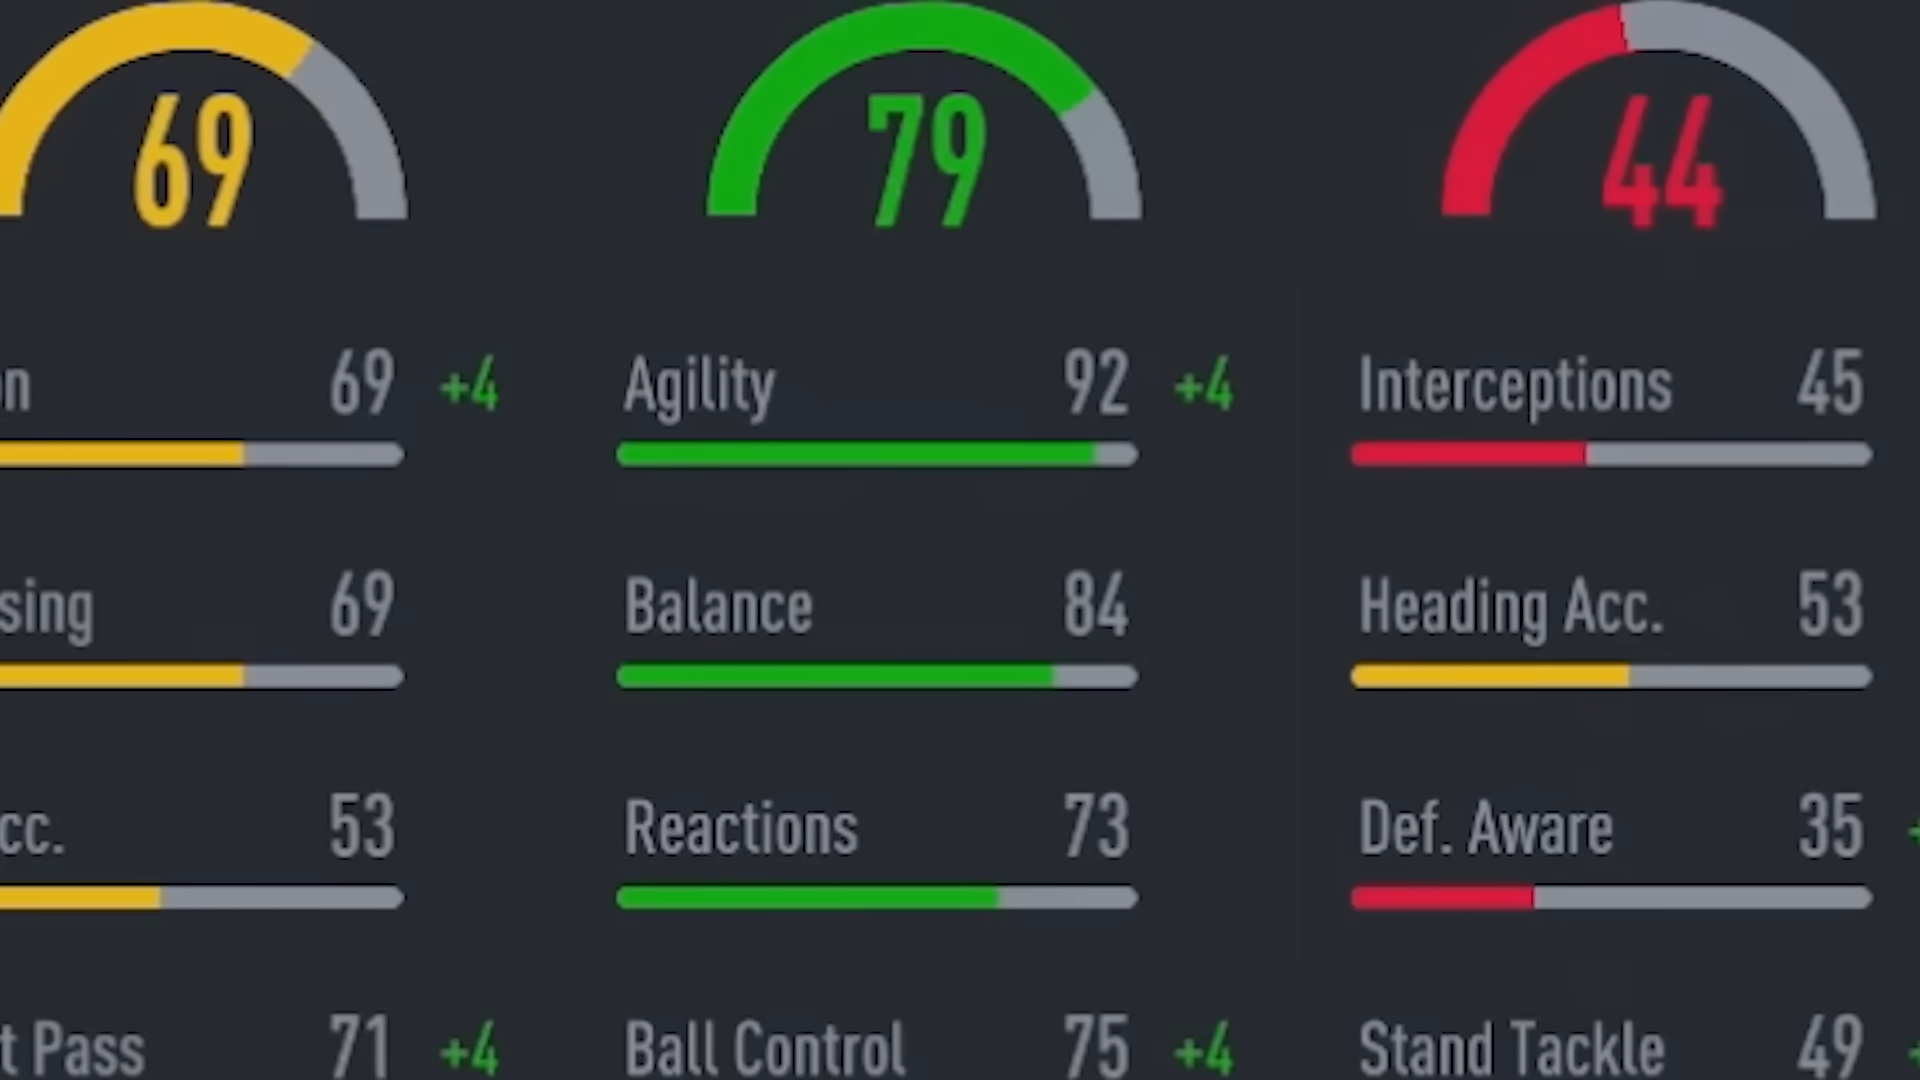 69 79 44
on 69 +4 Agility 92 +4 Interceptions 45
sing 69 Balance 84 Heading Acc. 53
cc. 53 Reactions 73 Def. Aware 35 +
t Pass 71 +4 Ball Control 75 +4 Stand Tackle 49 +